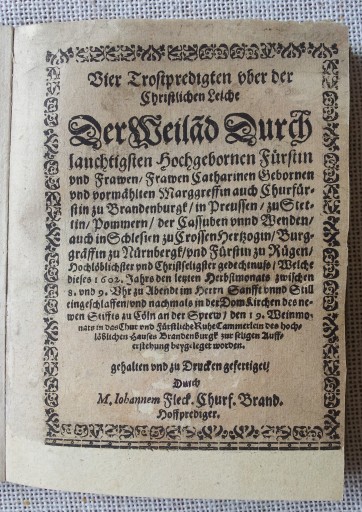 Vier Trostpredigten vber der
Christlichen Leiche
Der Weilād Durch
lauchtigsten Hochgebornen Fürstin
vnd Frawen / Frawen Catharinen Gebornen
vnd vormählten Marggreffin auch Churfür-
stin zu Brandenburgk / in Preussen / zu Stet-
tin / Pommern / der Cassuben vnnd Wenden /
auch in Schlesien zu Crossen Hertzogin / Burg-
gräffin zu Nürnbergk / vnd Fürstin zu Rügen /
Hochlöblichster vnd Christseligster gedechtnuß / Welche
dieses 1602. Jahrs den letzten Herbstmonats zwischen
8. vnd 9. Vhr zu Abendt im Herrn Sanfft vnnd Still
eingeschlaffen / vnd nachmals in der Dom Kirchen des ne-
wen Stifftes zu Cöln an der Sprew / den 19. Weinmo-
nats in das Chur vnd Fürstliche Ruhe Cammerlein des hoch-
löblichen Hauses Brandenburgk zur seligen Auff-
erstehung beygeleget worden.
gehalten vnd zu Drucken gefertiget /
Durch
M. Iohannem Fleck. Churf. Brand.
Hoffprediger.